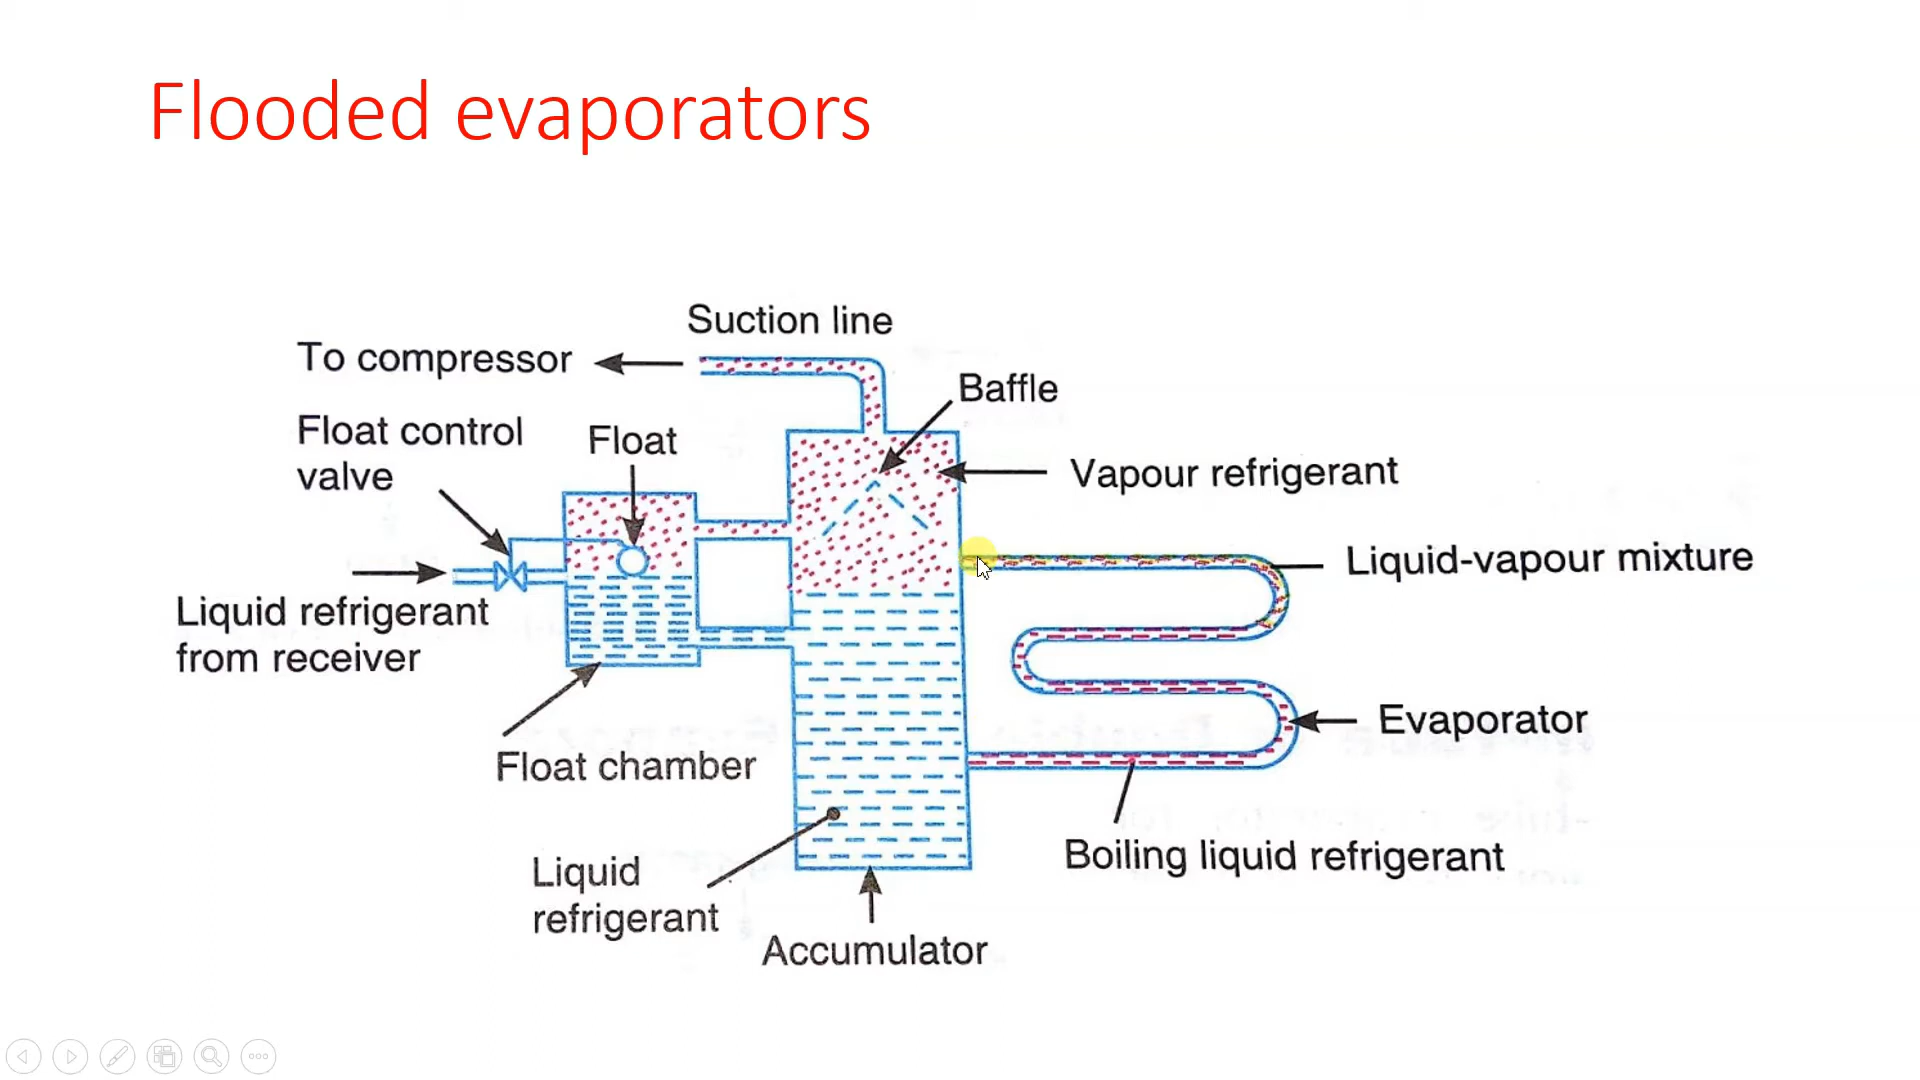 Flooded evaporators
Suction line
To compressor
Baffle
Float control
valve
Float
Vapour refrigerant
Liquid-vapour mixture
Liquid refrigerant
from receiver
Evaporator
Float chamber
Boiling liquid refrigerant
Liquid
refrigerant
Accumulator